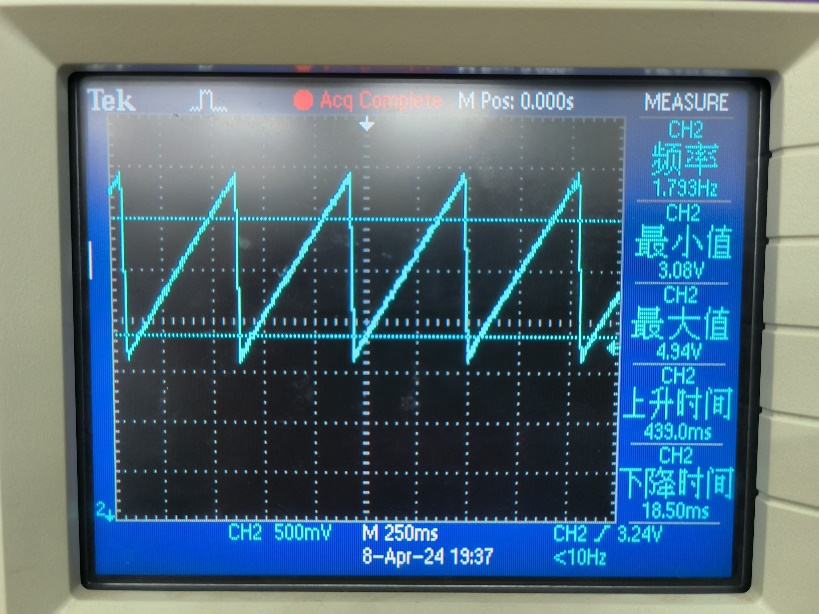 Tek
Acq Complete
M Pos: 0.000s
MEASURE
CH2
频率
1.793Hz
CH2
最小值
3.08V
CH2
最大值
4.94V
CH2
上升时间
439.0ms
CH2
下降时间
18.50ms
2
CH2 500mV
M 250ms
CH2 3.24V
8-Apr-24 19:37
<10Hz